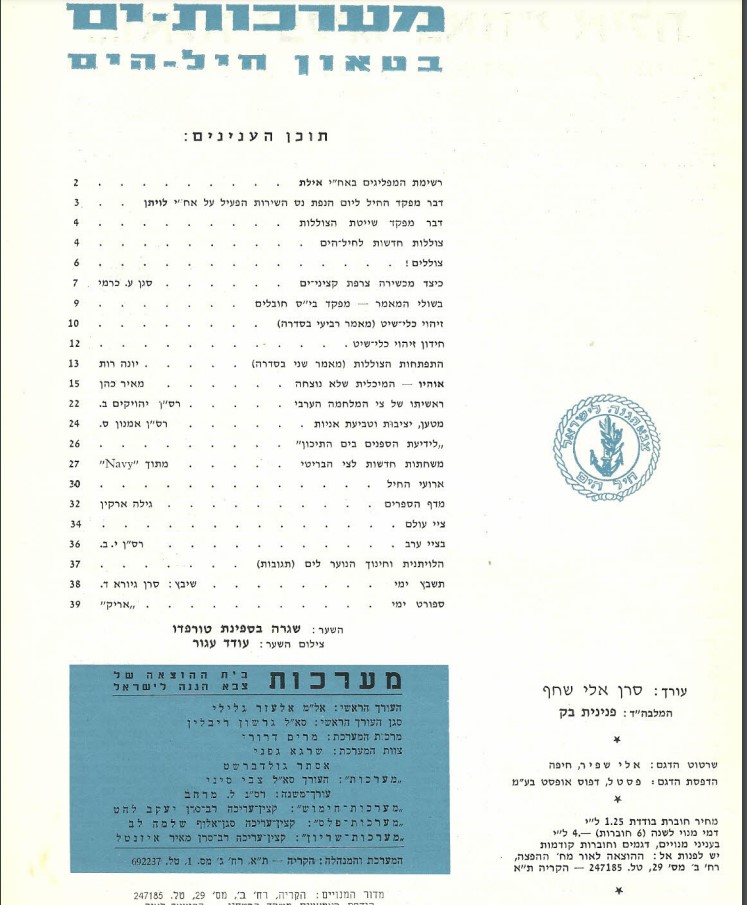 מערכות-ים
בטאון חיל-הים
תוכן הענינים:
רשימת המפליגים באח"י אילת . . . . . . . . . 2
דבר מפקד החיל ליום הנפת נס השירות הפעיל על אח"י לויתן . . 3
דבר מפקד שייטת הצוללות . . . . . . . . . 4
צוללות חדשות לחיל-הים . . . . . . . . . 4
צוללים! . . . . . . . . . . . . . 6
כיצד מכשירה צרפת קציני-ים . . . . . . סגן ע. כרמי 7
בשולי המאמר — מפקד בי"ס חובלים . . . . . . . 9
זיהוי כלי-שיט (מאמר רביעי בסדרה) . . . . . . . 10
חידון זיהוי כלי-שיט . . . . . . . . . . . 12
התפתחות הצוללות (מאמר שני בסדרה) . . . . . יונה רות 13
אוהיו — המיכלית שלא נוצחה . . . . . . מאיר כהן 15
ראשיתו של צי המלחמה הערבי . . . . . רס"ן יהויקים ב. 22
מטען, יציבות וטביעת אניות . . . . . . רס"ן אמנון ס. 24
"לידיעת הספנים בים התיכון" . . . . . . . . . 26
משחתות חדשות לצי הבריטי . . . . . מתוך "Navy" 27
ארועי החיל . . . . . . . . . . . . . 30
מדף הספרים . . . . . . . . . . גילה ארקין 32
ציי עולם . . . . . . . . . . . . . 34
בציי ערב . . . . . . . . . . . רס"ן י. ב. 36
הלויתנית וחינוך הנוער לים (תגובות) . . . . . . . 37
תשבץ ימי . . . . . . . . שיבץ: סרן גיורא ד. 38
ספורט ימי . . . . . . . . . . . "אריק" 39
השער: שגרה בספינת טורפדו
צילום השער: עודד עגור
צבא הגנה לישראל
חיל הים
עורך: סרן אלי שחף
המלבה"ד: פנינית בק
שרטוט הדגם: אלי שפיר, חיפה
הדפסת הדגם: פסטל, דפוס אופסט בע"מ
מחיר חוברת בודדת 1.25 ל"י
דמי מנוי לשנה (6 חוברות) 4.— ל"י
בעניני מנויים, דגמים וחוברות קודמות
יש לפנות אל: ההוצאה לאור מח' ההפצה,
רח' ב' מס' 29, טל. 247185 — הקריה ת"א
מערכות
בית ההוצאה של
צבא הגנה לישראל
העורך הראשי: אל"מ אלעזר גלילי
סגן העורך הראשי: סא"ל גרשון ריבלין
מרכזת המערכת: מרים דרורי
צוות המערכת: שרגא גפני
אסתר גולדברשט
"מערכות": העורך סא"ל צבי סיני
עורך-משנה: רס"נ ל. מרחב
"מערכות-חימוש": קצין-עריכה רב-סרן יעקב להט
"מערכות-פלס": קצין-עריכה סגן-אלוף שלמה לב
"מערכות-שריון": קצין-עריכה רב-סרן מאיר איזנטל
המערכת והמנהלה: הקריה — ת"א, רח' ג' מס. 1, טל. 692237
מדור המנויים: הקריה, רח' ב', מס' 29, טל. 247185